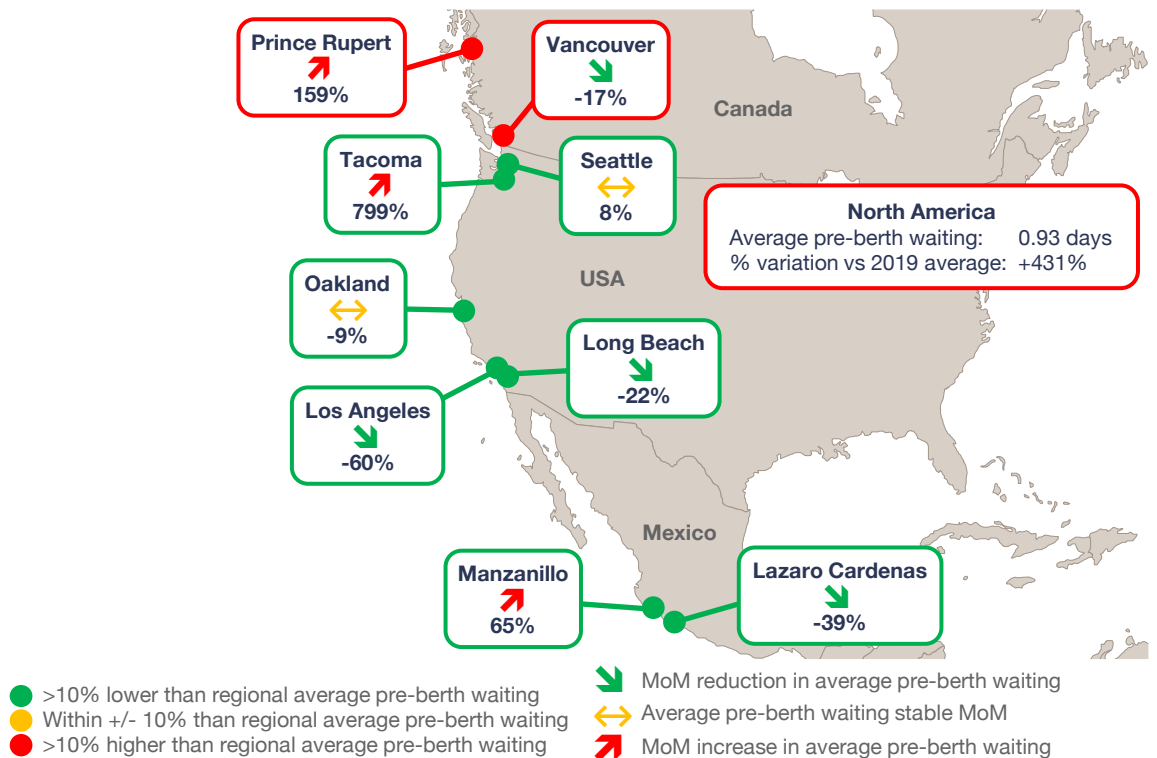 Prince Rupert
159%
Vancouver
-17%
Canada
Tacoma
799%
Seattle
8%
North America
Average pre-berth waiting: 0.93 days
% variation vs 2019 average: +431%
USA
Oakland
-9%
Long Beach
-22%
Los Angeles
-60%
Mexico
Manzanillo
65%
Lazaro Cardenas
-39%
>10% lower than regional average pre-berth waiting
Within +/- 10% than regional average pre-berth waiting
>10% higher than regional average pre-berth waiting
MoM reduction in average pre-berth waiting
Average pre-berth waiting stable MoM
MoM increase in average pre-berth waiting